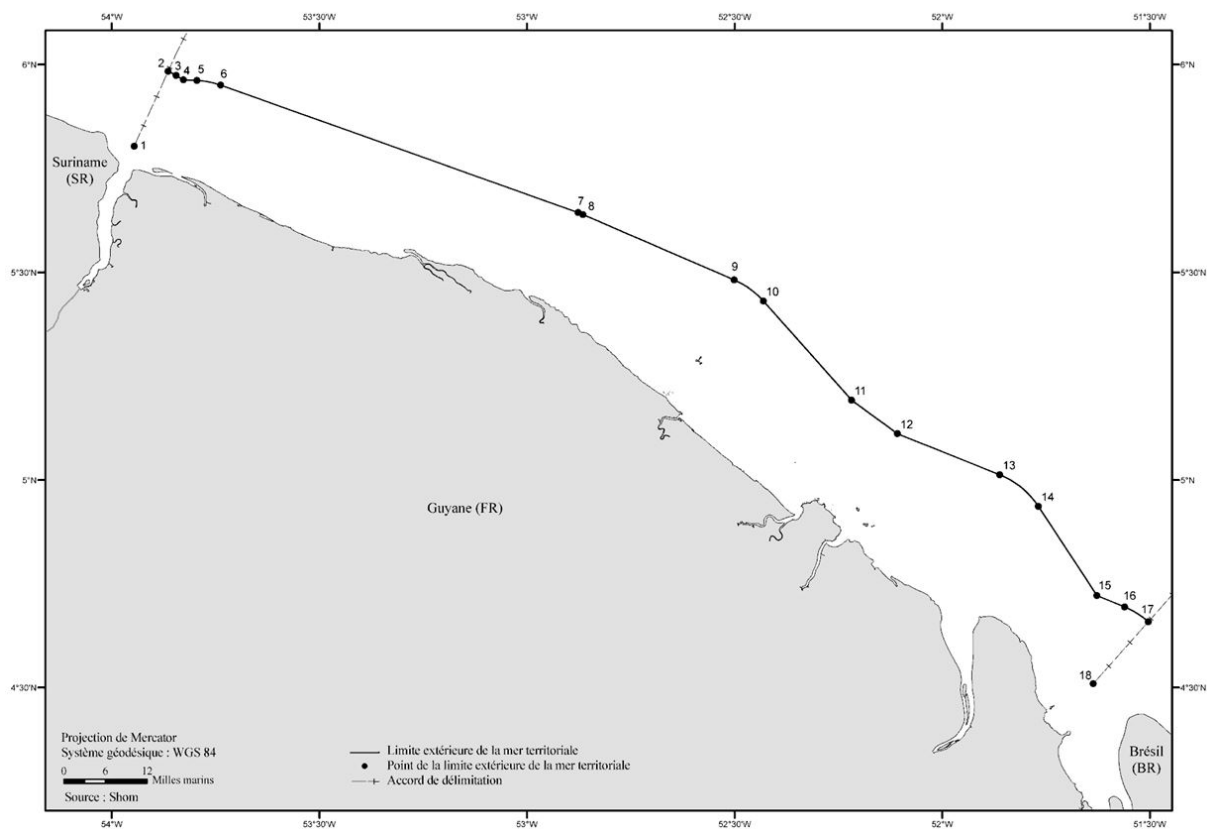 54°W
53°30'W
53°W
52°30'W
52°W
51°30'W
6°N
6°N
2
3
4
5
6
1
Suriname
(SR)
7
8
5°30'N
5°30'N
9
10
11
12
13
5°N
5°N
14
Guyane (FR)
15
16
17
18
4°30'N
4°30'N
Projection de Mercator
Système géodésique : WGS 84
0 6 12
Milles marins
Source : Shom
Limite extérieure de la mer territoriale
Point de la limite extérieure de la mer territoriale
Accord de délimitation
Brésil
(BR)
54°W
53°30'W
53°W
52°30'W
52°W
51°30'W